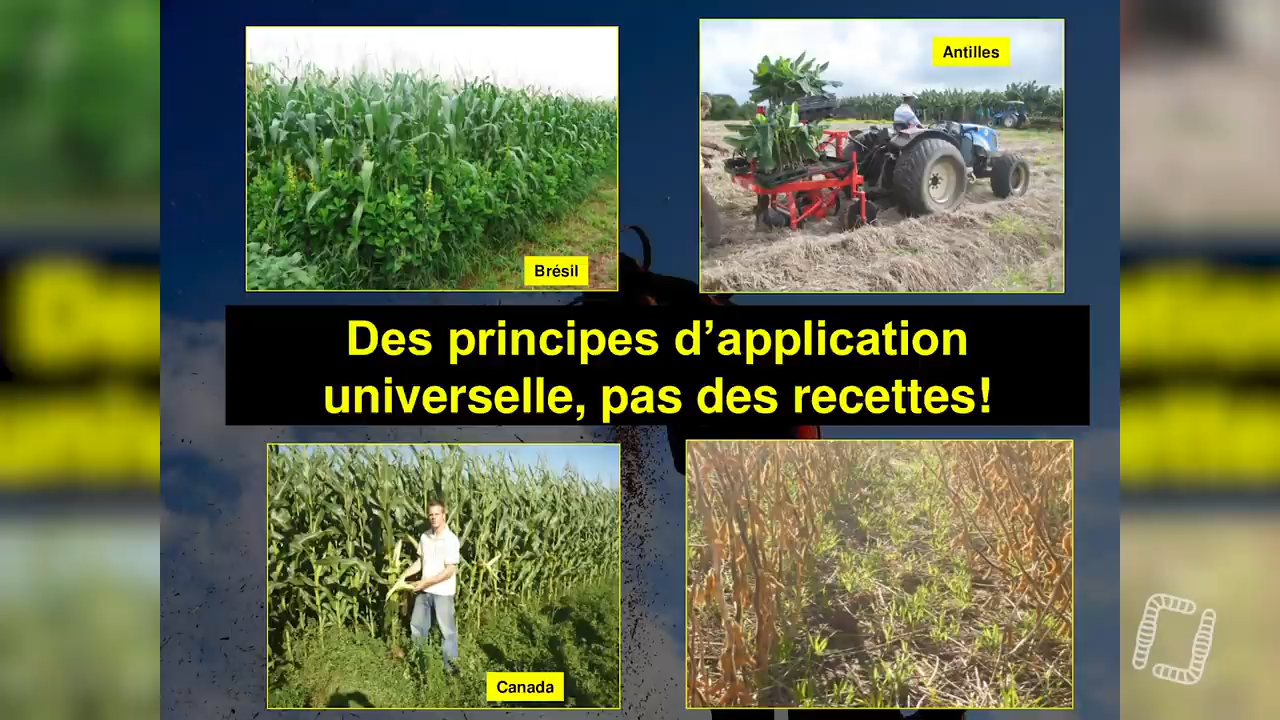 Antilles
Brésil
Des principes d’application
universelle, pas des recettes!
Canada